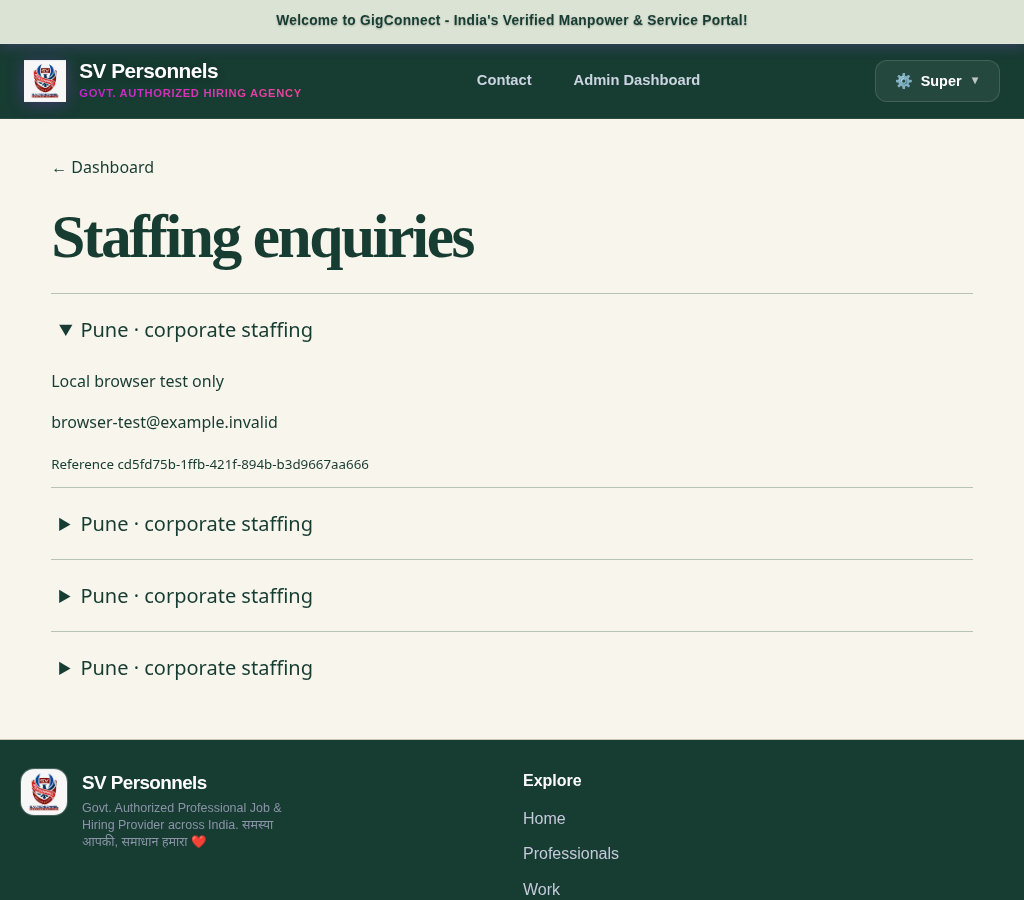 Welcome to GigConnect - India's Verified Manpower & Service Portal!
SV Personnels
GOVT. AUTHORIZED HIRING AGENCY
Contact
Admin Dashboard
⚙️ Super ▼
← Dashboard
Staffing enquiries
▼ Pune · corporate staffing
Local browser test only
browser-test@example.invalid
Reference cd5fd75b-1ffb-421f-894b-b3d9667aa666
▶ Pune · corporate staffing
▶ Pune · corporate staffing
▶ Pune · corporate staffing
SV Personnels
Govt. Authorized Professional Job &
Hiring Provider across India. समस्या
आपकी, समाधान हमारा ❤️
Explore
Home
Professionals
Work